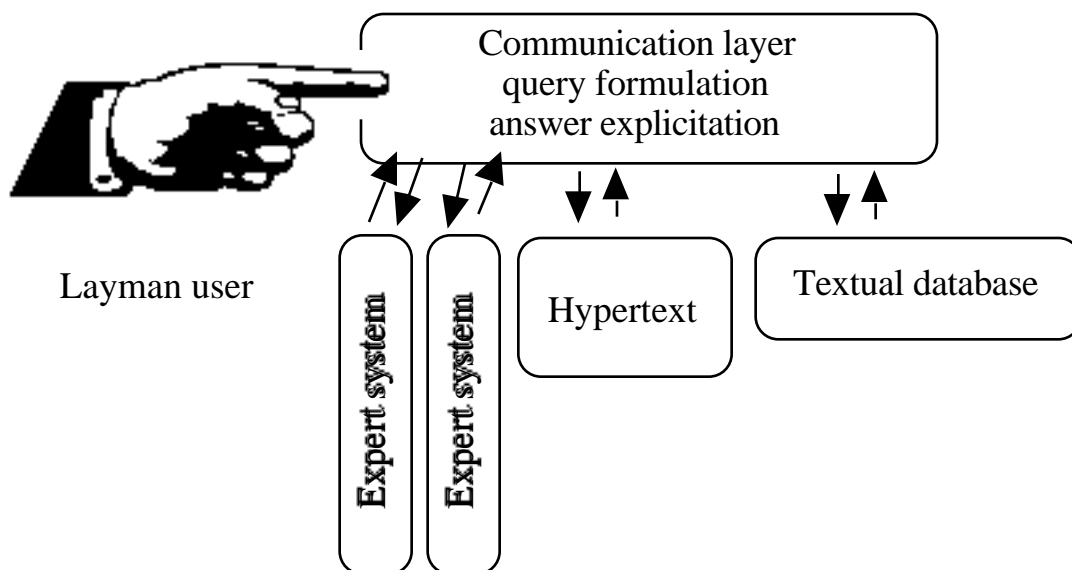 Communication layer
query formulation
answer explicitation
Layman user
Expert system
Expert system
Hypertext
Textual database